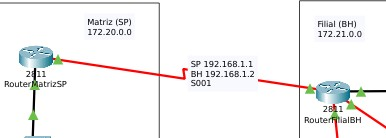 Matriz (SP)
172.20.0.0
Filial (BH)
172.21.0.0
SP 192.168.1.1
BH 192.168.1.2
S001
2811
RouterMatrizSP
2811
RouterFilialBH